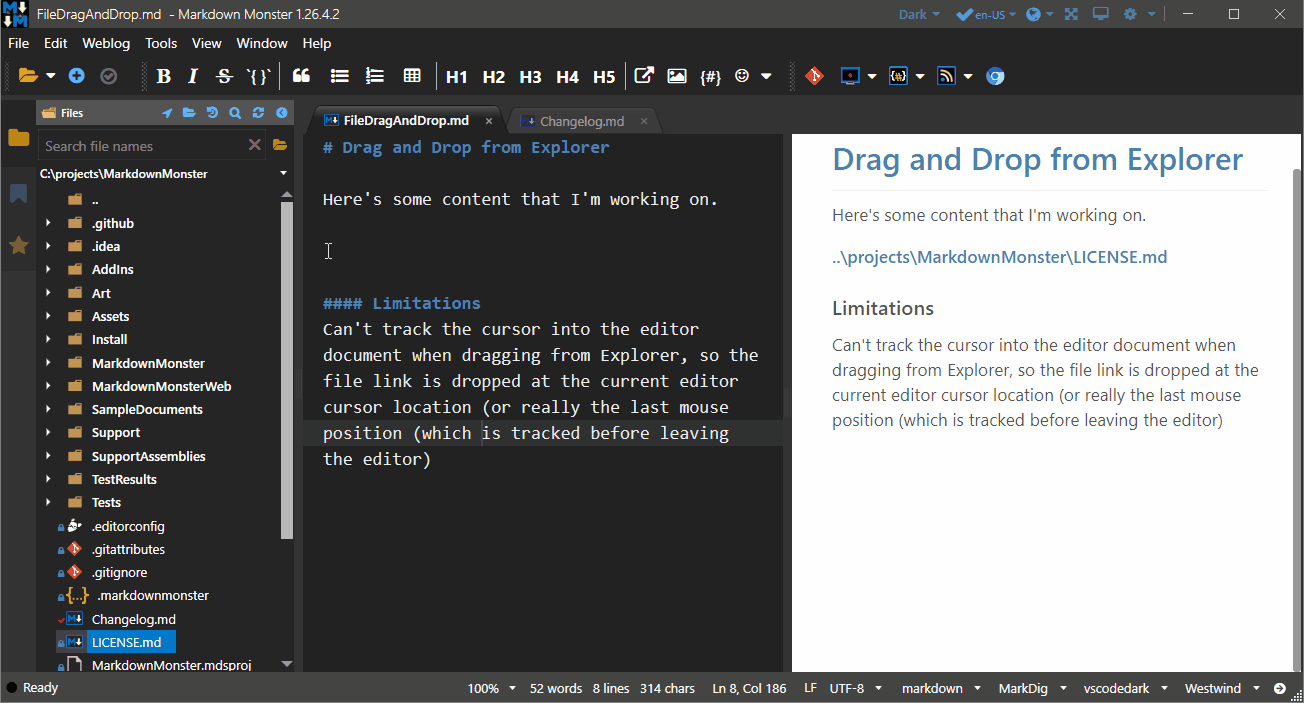 FileDragAndDrop.md - Markdown Monster 1.26.4.2
Dark en-US
File Edit Weblog Tools View Window Help
B I S `{}` H1 H2 H3 H4 H5 {#}
Files
Search file names
C:\projects\MarkdownMonster
..
.github
.idea
AddIns
Art
Assets
Install
MarkdownMonster
MarkdownMonsterWeb
SampleDocuments
Support
SupportAssemblies
TestResults
Tests
.editorconfig
.gitattributes
.gitignore
{...} .markdownmonster
Changelog.md
LICENSE.md
MarkdownMonster.mdsproj
FileDragAndDrop.md × Changelog.md ×
# Drag and Drop from Explorer
Here's some content that I'm working on.
#### Limitations
Can't track the cursor into the editor
document when dragging from Explorer, so the
file link is dropped at the current editor
cursor location (or really the last mouse
position (which is tracked before leaving
the editor)
Drag and Drop from Explorer
Here's some content that I'm working on.
..\projects\MarkdownMonster\LICENSE.md
Limitations
Can't track the cursor into the editor document when
dragging from Explorer, so the file link is dropped at the
current editor cursor location (or really the last mouse
position (which is tracked before leaving the editor)
Ready 100% 52 words 8 lines 314 chars Ln 8, Col 186 LF UTF-8 markdown MarkDig vscodedark Westwind